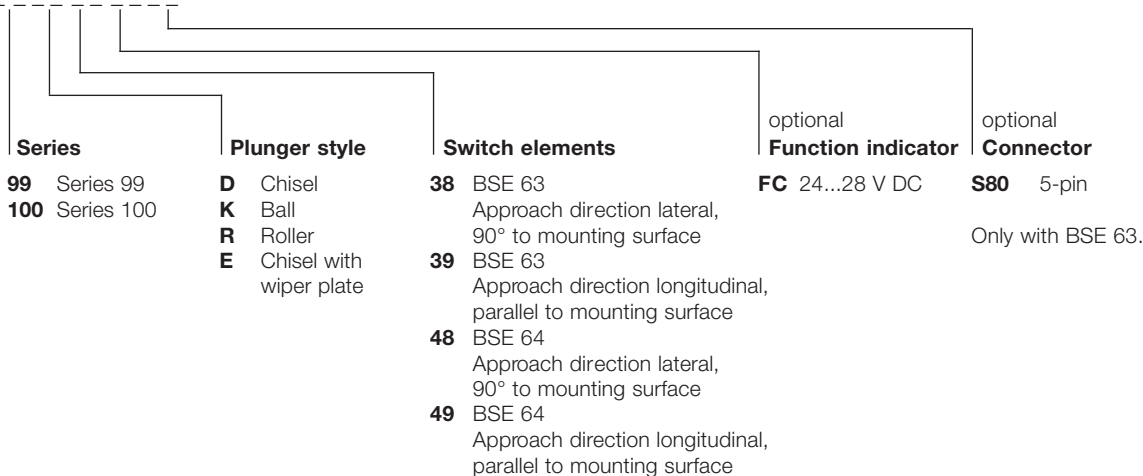 optional
optional
Series
Plunger style
Switch elements
Function indicator
Connector
99 Series 99
100 Series 100
D Chisel
K Ball
R Roller
E Chisel with
wiper plate
38 BSE 63
Approach direction lateral,
90° to mounting surface
39 BSE 63
Approach direction longitudinal,
parallel to mounting surface
48 BSE 64
Approach direction lateral,
90° to mounting surface
49 BSE 64
Approach direction longitudinal,
parallel to mounting surface
FC 24...28 V DC
S80 5-pin
Only with BSE 63.